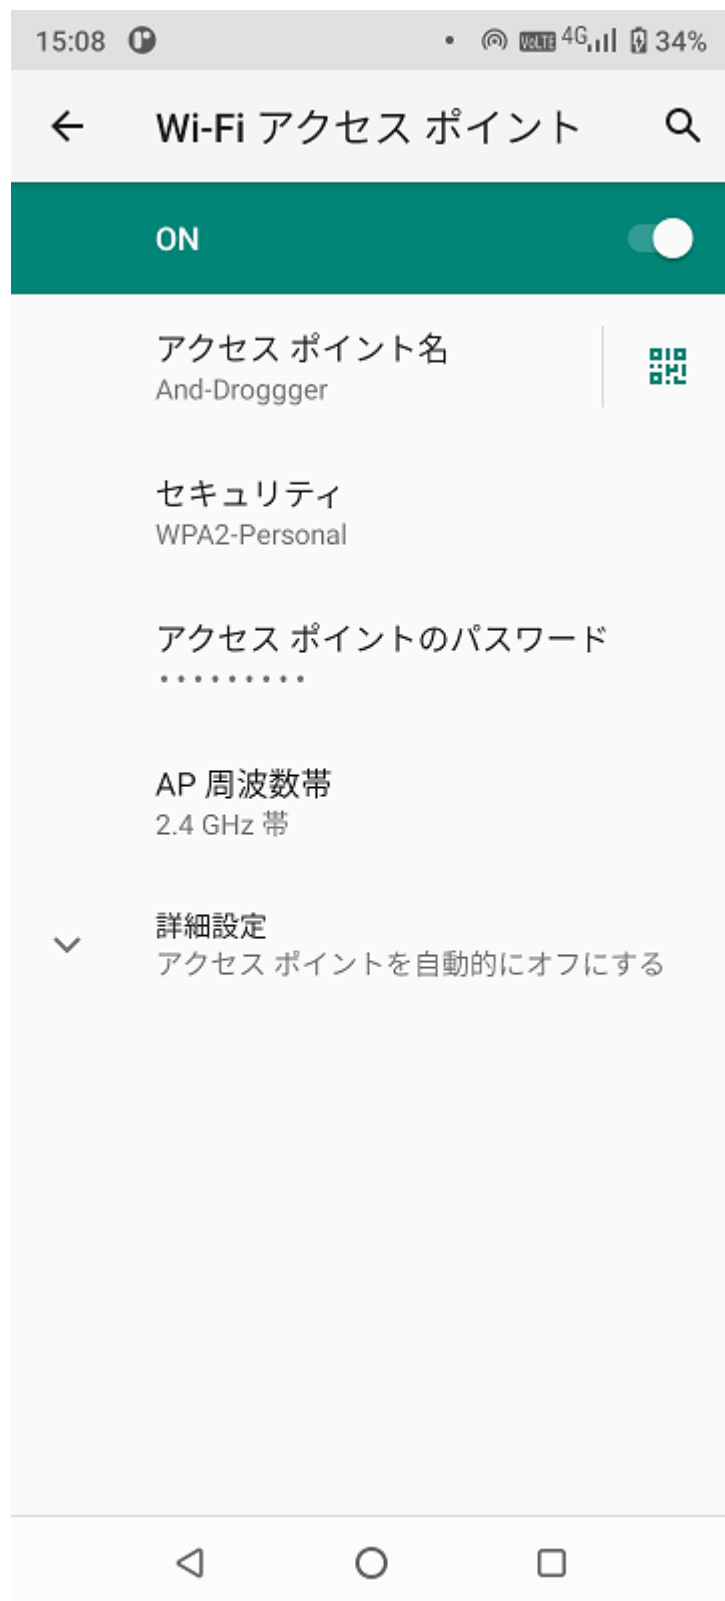 15:08 VoLTE 4G 34%
Wi-Fi アクセス ポイント
ON
アクセス ポイント名
And-Droggger
セキュリティ
WPA2-Personal
アクセス ポイントのパスワード
•••••••••
AP 周波数帯
2.4 GHz 帯
詳細設定
アクセス ポイントを自動的にオフにする